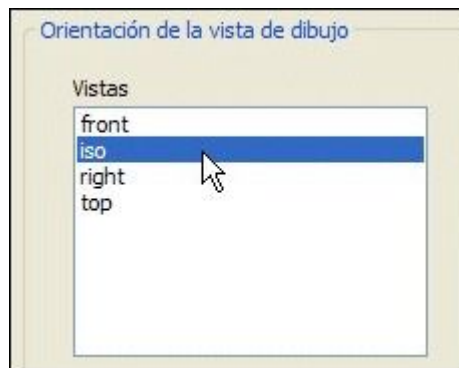 Orientación de la vista de dibujo
Vistas
front
iso
right
top